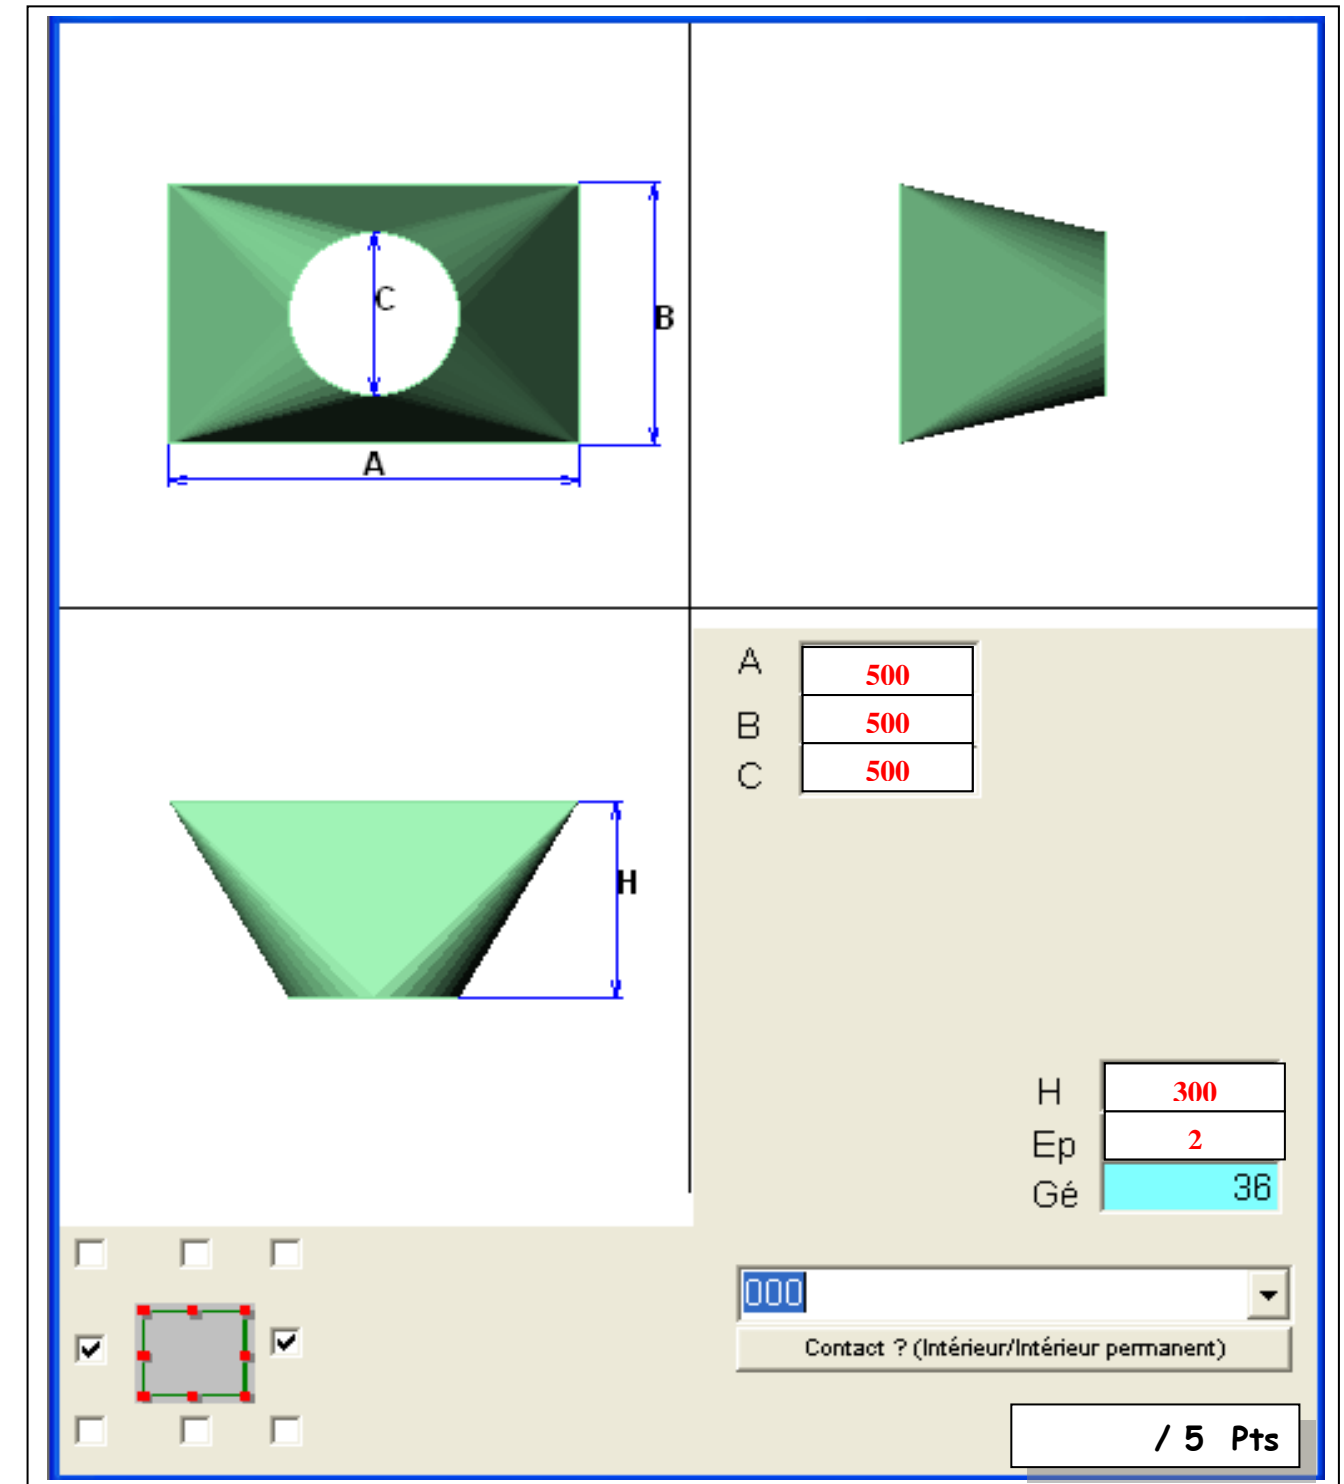 C
B
A
H
A 500
B 500
C 500
H 300
Ep 2
Gé 36
000
Contact ? (Intérieur/Intérieur permanent)
/ 5 Pts